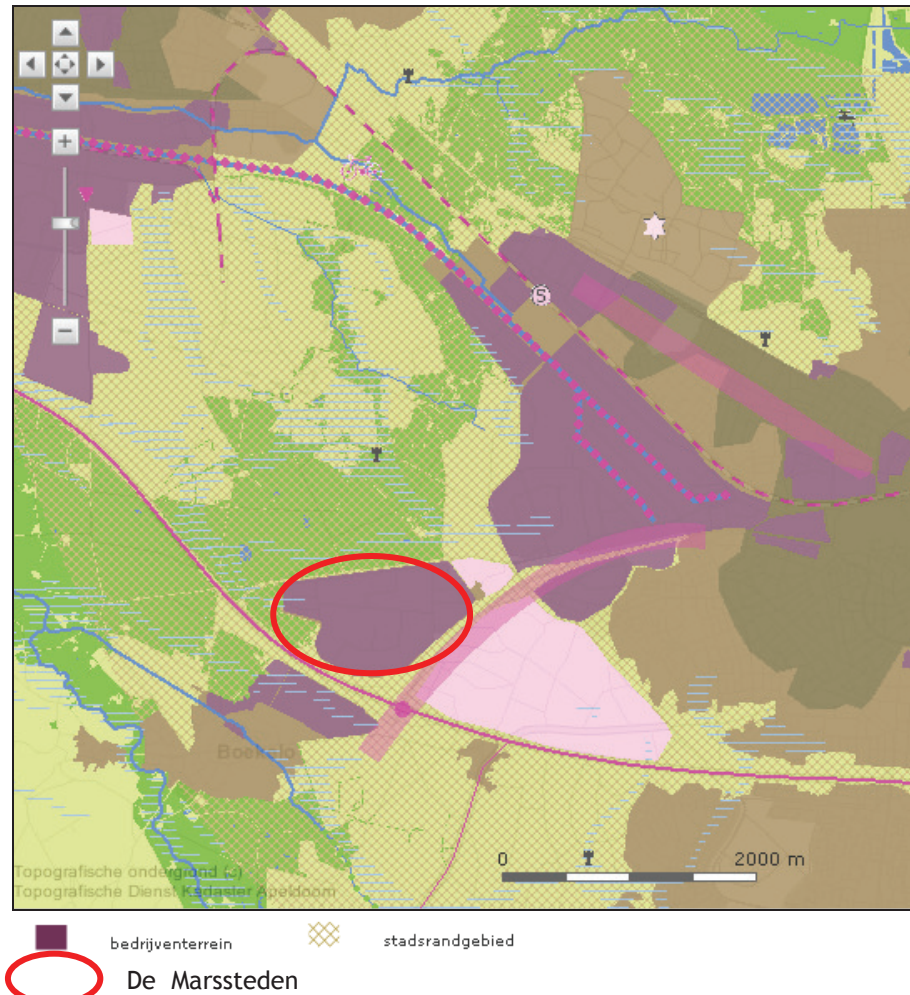 S
Boekelo
0 2000 m
Topografische ondergrond (c)
Topografische Dienst Kadaster Apeldoorn
bedrijventerrein stadsrandgebied
De Marssteden